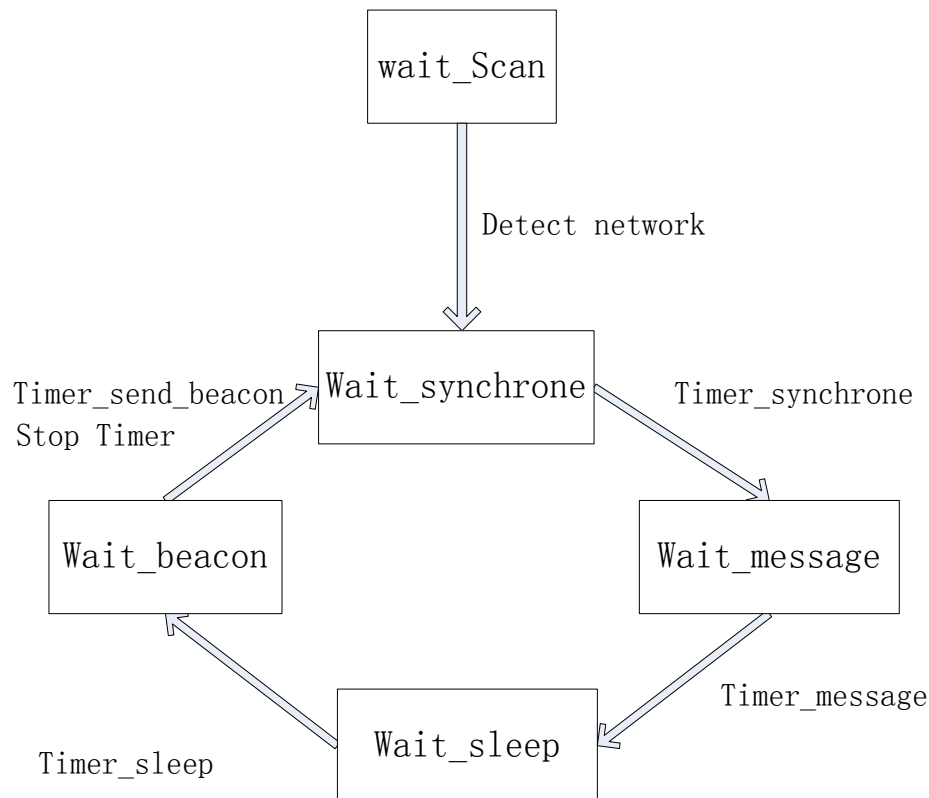 wait_Scan
Detect network
Wait_synchrone
Timer_send_beacon
Stop Timer
Timer_synchrone
Wait_beacon
Wait_message
Timer_message
Wait_sleep
Timer_sleep